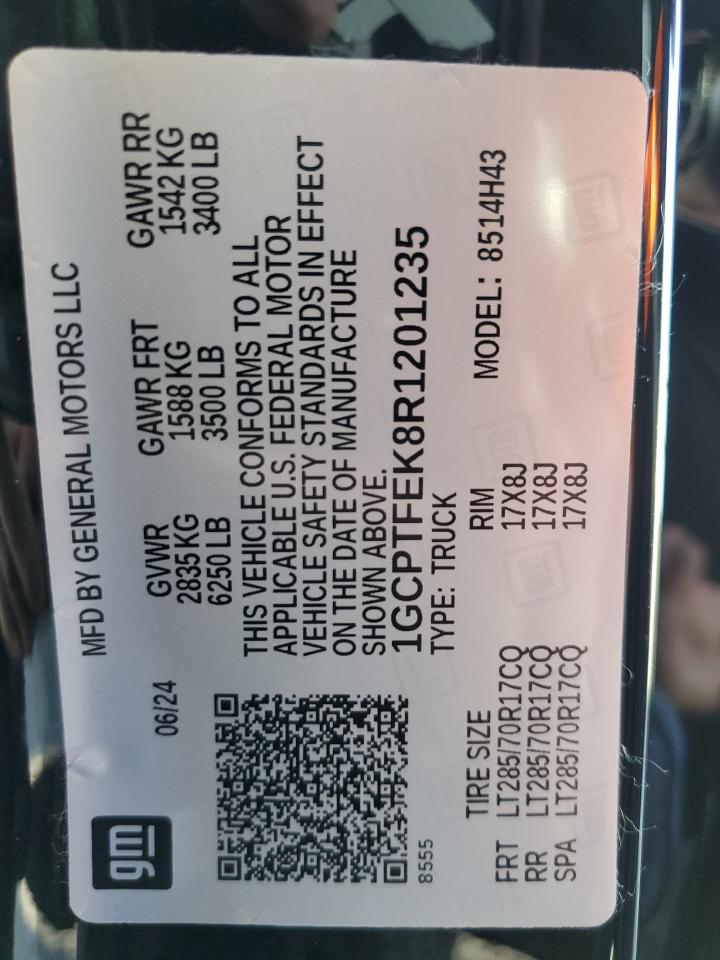 gm
MFD BY GENERAL MOTORS LLC
06/24
GVWR GAWR FRT GAWR RR
2835 KG 1588 KG 1542 KG
6250 LB 3500 LB 3400 LB
THIS VEHICLE CONFORMS TO ALL
APPLICABLE U.S. FEDERAL MOTOR
VEHICLE SAFETY STANDARDS IN EFFECT
ON THE DATE OF MANUFACTURE
SHOWN ABOVE.
1GCPTFEK8R1201235
8555
TYPE: TRUCK
MODEL: 8514H43
TIRE SIZE RIM
FRT LT285/70R17CQ 17X8J
RR LT285/70R17CQ 17X8J
SPA LT285/70R17CQ 17X8J